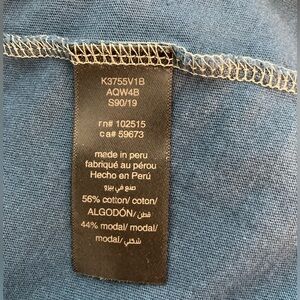 K3755V1B
AQW4B
S90/19
rn# 102515
ca# 59673
made in peru
fabriqué au pérou
Hecho en Perú
صنع في بيرو
56% cotton/ coton/
ALGODÓN/ قطن/
44% modal/ modal/
modal/